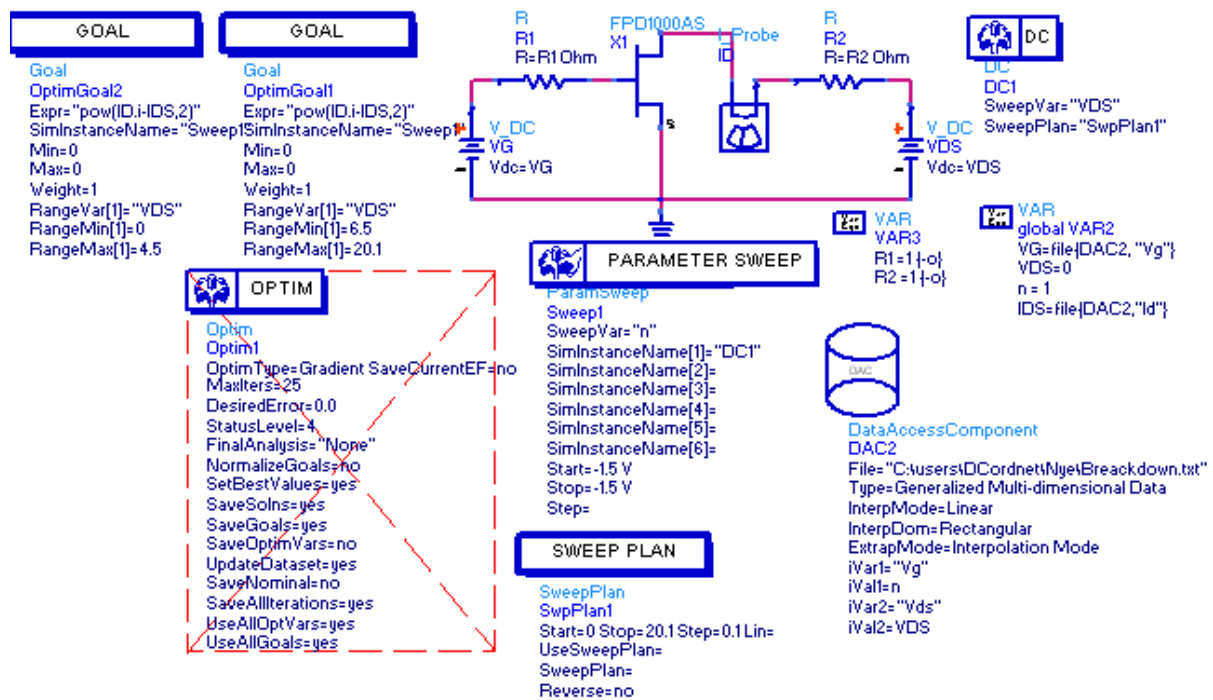 GOAL
Goal
OptimGoal2
Expr="pow(ID.i-IDS,2)"
SimInstanceName="Sweep1
Min=0
Max=0
Weight=1
RangeVar[1]="VDS"
RangeMin[1]=0
RangeMax[1]=4.5
GOAL
Goal
OptimGoal1
Expr="pow(ID.i-IDS,2)"
SimInstanceName="Sweep1
Min=0
Max=0
Weight=1
RangeVar[1]="VDS"
RangeMin[1]=6.5
RangeMax[1]=20.1
R
R1
R=R1 Ohm
FPD1000AS
X1
I_Probe
ID
R
R2
R=R2 Ohm
s
V_DC
VG
Vdc=VG
V_DC
VDS
Vdc=VDS
DC
DC
DC1
SweepVar="VDS"
SweepPlan="SwpPlan1"
Var
Eqn
VAR
VAR3
R1=1{-o}
R2 =1{-o}
Var
Eqn
VAR
global VAR2
VG=file{DAC2, "Vg"}
VDS=0
n = 1
IDS=file{DAC2,"Id"}
OPTIM
Optim
Optim1
OptimType=Gradient SaveCurrentEF=no
MaxIters=25
DesiredError=0.0
StatusLevel=4
FinalAnalysis="None"
NormalizeGoals=no
SetBestValues=yes
SaveSolns=yes
SaveGoals=yes
SaveOptimVars=no
UpdateDataset=yes
SaveNominal=no
SaveAllIterations=yes
UseAllOptVars=yes
UseAllGoals=yes
PARAMETER SWEEP
ParamSweep
Sweep1
SweepVar="n"
SimInstanceName[1]="DC1"
SimInstanceName[2]=
SimInstanceName[3]=
SimInstanceName[4]=
SimInstanceName[5]=
SimInstanceName[6]=
Start=-1.5 V
Stop=-1.5 V
Step=
SWEEP PLAN
SweepPlan
SwpPlan1
Start=0 Stop=20.1 Step=0.1 Lin=
UseSweepPlan=
SweepPlan=
Reverse=no
DAC
DataAccessComponent
DAC2
File="C:\users\DCordnet\Nye\Breackdown.txt"
Type=Generalized Multi-dimensional Data
InterpMode=Linear
InterpDom=Rectangular
ExtrapMode=Interpolation Mode
iVar1="Vg"
iVal1=n
iVar2="Vds"
iVal2=VDS